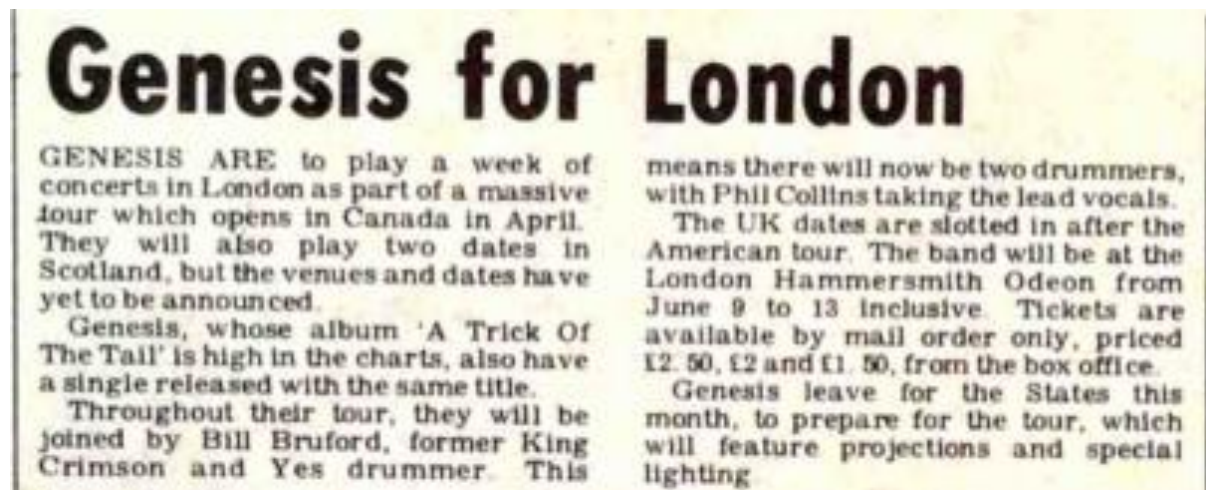 Genesis for London
GENESIS ARE to play a week of
concerts in London as part of a massive
tour which opens in Canada in April.
They will also play two dates in
Scotland, but the venues and dates have
yet to be announced.
Genesis, whose album 'A Trick Of
The Tail' is high in the charts, also have
a single released with the same title.
Throughout their tour, they will be
joined by Bill Bruford, former King
Crimson and Yes drummer. This
means there will now be two drummers,
with Phil Collins taking the lead vocals.
The UK dates are slotted in after the
American tour. The band will be at the
London Hammersmith Odeon from
June 9 to 13 inclusive. Tickets are
available by mail order only, priced
£2. 50, £2 and £1. 50, from the box office.
Genesis leave for the States this
month, to prepare for the tour, which
will feature projections and special
lighting